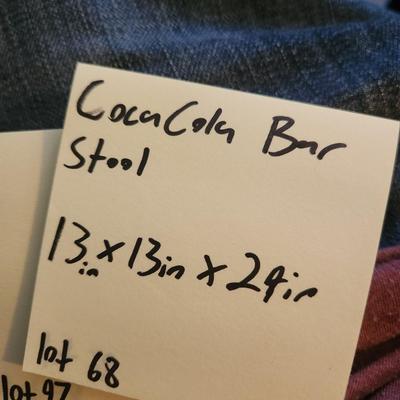 CocaCola Bar
Stool
13in x 13in x 24in
lot 68
lot 97